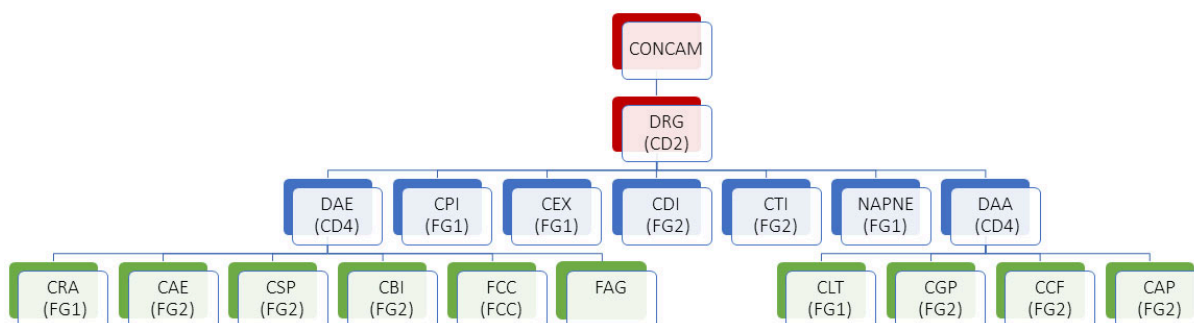 CONCAM
DRG
(CD2)
DAE
(CD4)
CPI
(FG1)
CEX
(FG1)
CDI
(FG2)
CTI
(FG2)
NAPNE
(FG1)
DAA
(CD4)
CRA
(FG1)
CAE
(FG2)
CSP
(FG2)
CBI
(FG2)
FCC
(FCC)
FAG
CLT
(FG1)
CGP
(FG2)
CCF
(FG2)
CAP
(FG2)